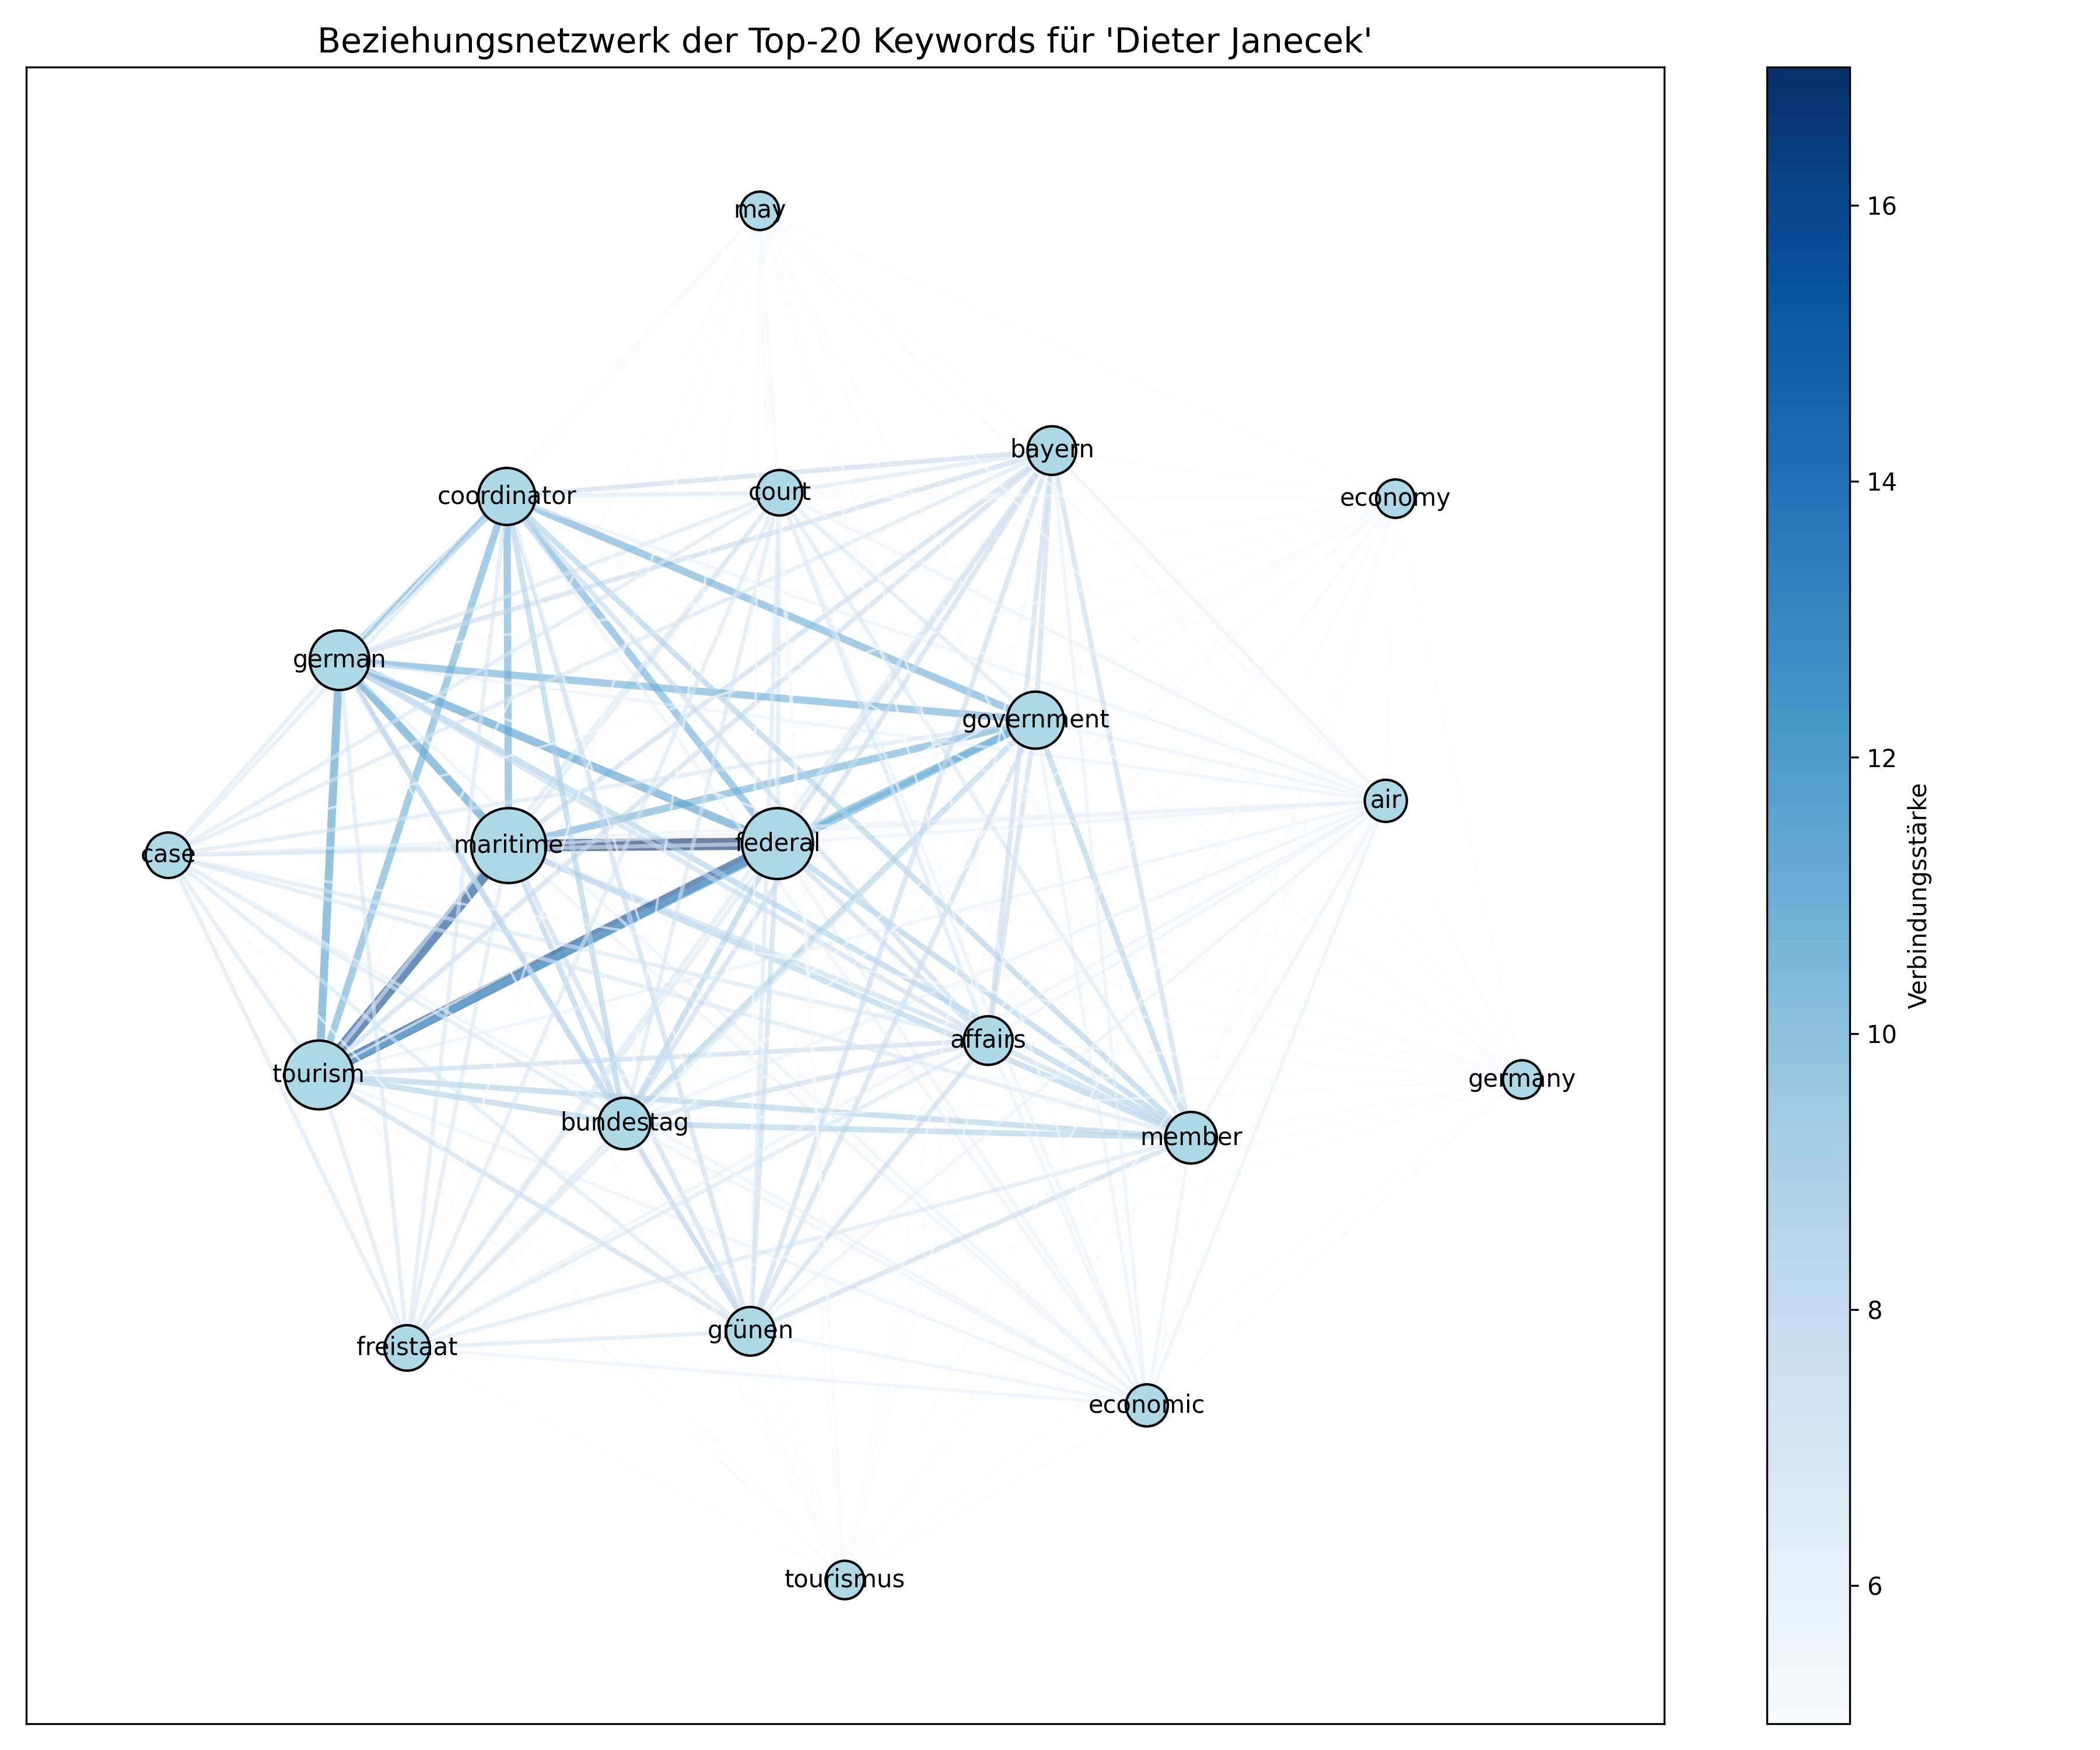 Beziehungsnetzwerk der Top-20 Keywords für 'Dieter Janecek'
may
bayern
coordinator
court
economy
german
government
air
maritime
federal
case
affairs
tourism
germany
bundestag
member
grünen
freistaat
economic
tourismus
16
14
12
10
8
6
Verbindungsstärke